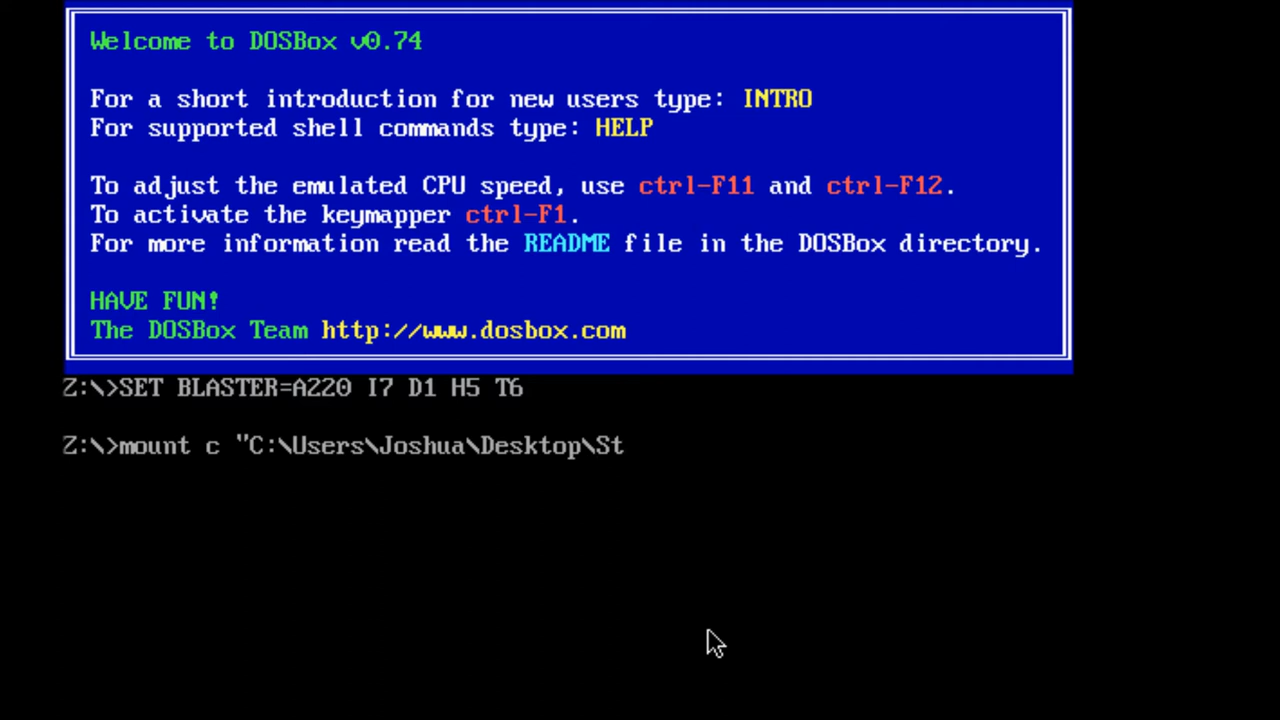 Welcome to DOSBox v0.74
For a short introduction for new users type: INTRO
For supported shell commands type: HELP
To adjust the emulated CPU speed, use ctrl-F11 and ctrl-F12.
To activate the keymapper ctrl-F1.
For more information read the README file in the DOSBox directory.
HAVE FUN!
The DOSBox Team http://www.dosbox.com
Z:\>SET BLASTER=A220 I7 D1 H5 T6
Z:\>mount c "C:\Users\Joshua\Desktop\St